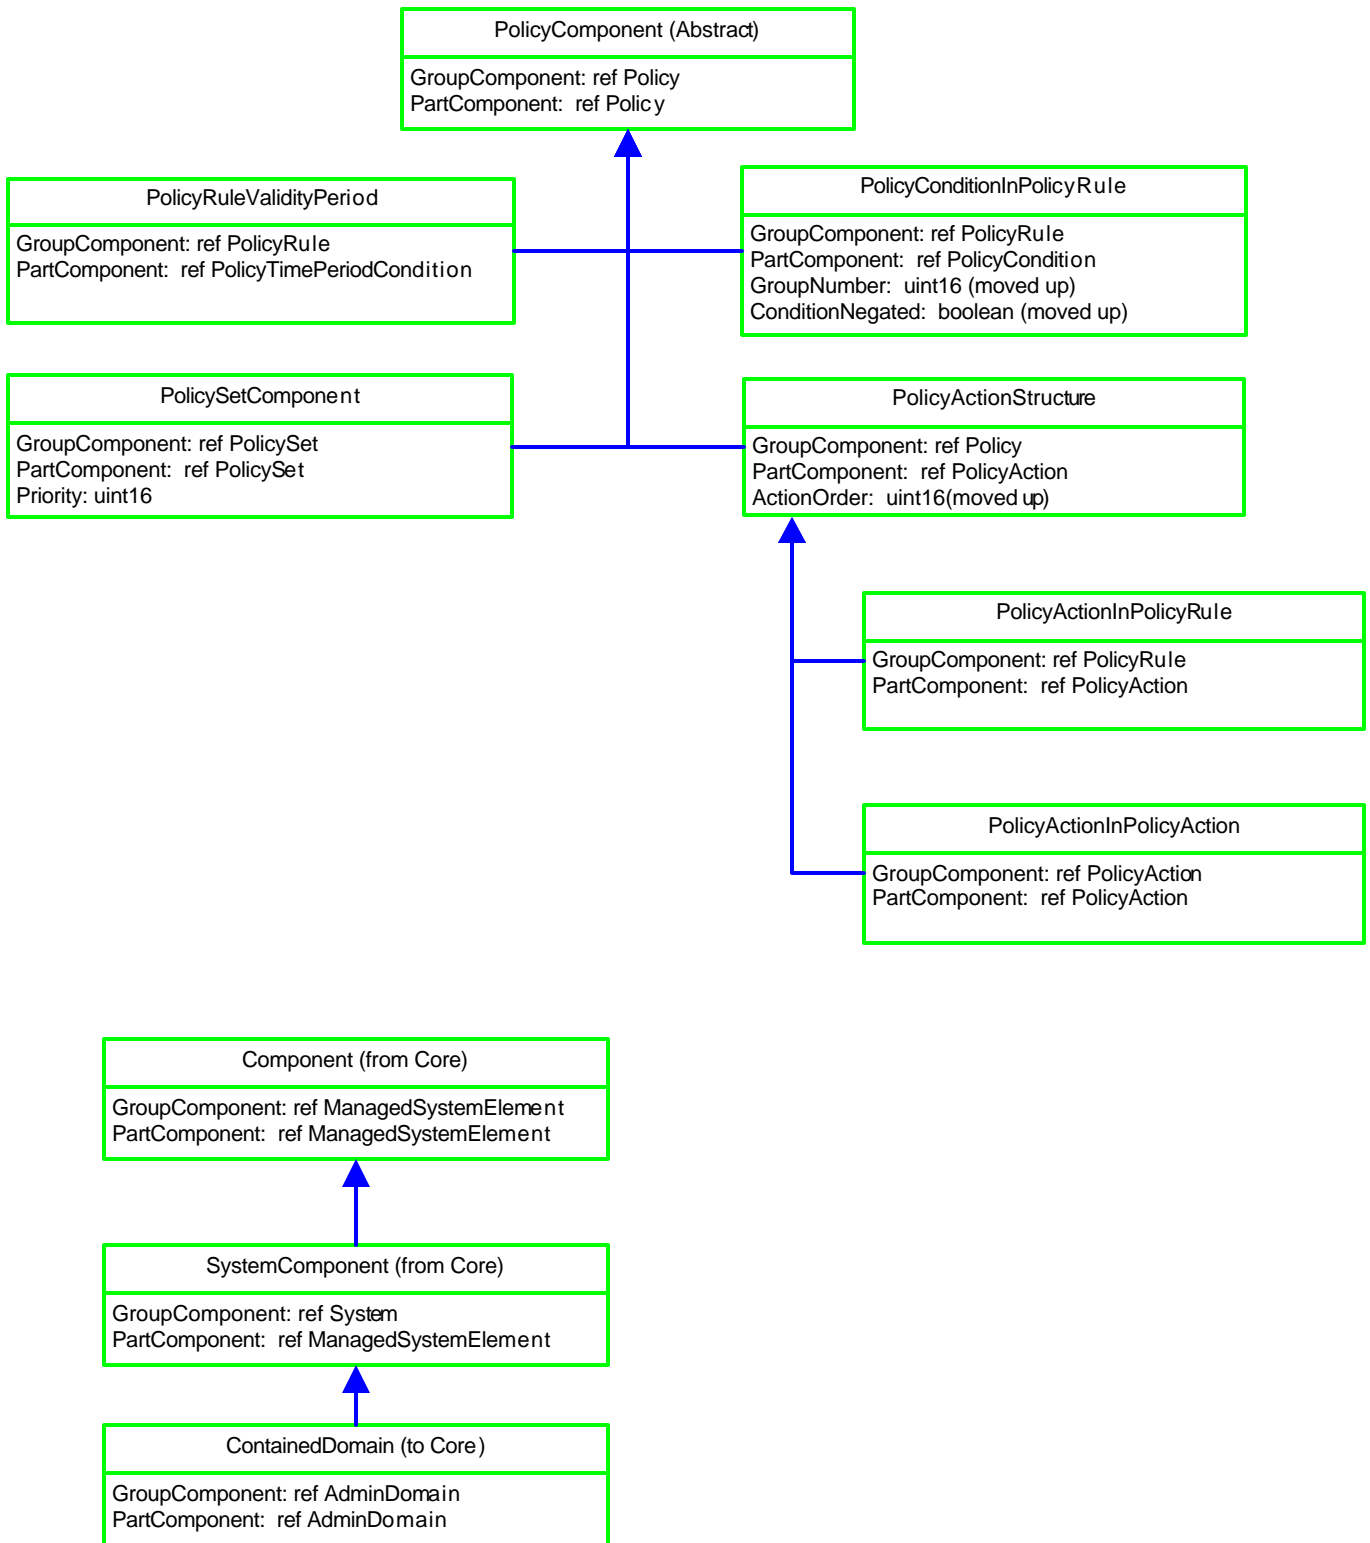 PolicyComponent (Abstract)
GroupComponent: ref Policy
PartComponent: ref Policy
PolicyRuleValidityPeriod
GroupComponent: ref PolicyRule
PartComponent: ref PolicyTimePeriodCondition
PolicyConditionInPolicyRule
GroupComponent: ref PolicyRule
PartComponent: ref PolicyCondition
GroupNumber: uint16 (moved up)
ConditionNegated: boolean (moved up)
PolicySetComponent
GroupComponent: ref PolicySet
PartComponent: ref PolicySet
Priority: uint16
PolicyActionStructure
GroupComponent: ref Policy
PartComponent: ref PolicyAction
ActionOrder: uint16(moved up)
PolicyActionInPolicyRule
GroupComponent: ref PolicyRule
PartComponent: ref PolicyAction
PolicyActionInPolicyAction
GroupComponent: ref PolicyAction
PartComponent: ref PolicyAction
Component (from Core)
GroupComponent: ref ManagedSystemElement
PartComponent: ref ManagedSystemElement
SystemComponent (from Core)
GroupComponent: ref System
PartComponent: ref ManagedSystemElement
ContainedDomain (to Core)
GroupComponent: ref AdminDomain
PartComponent: ref AdminDomain